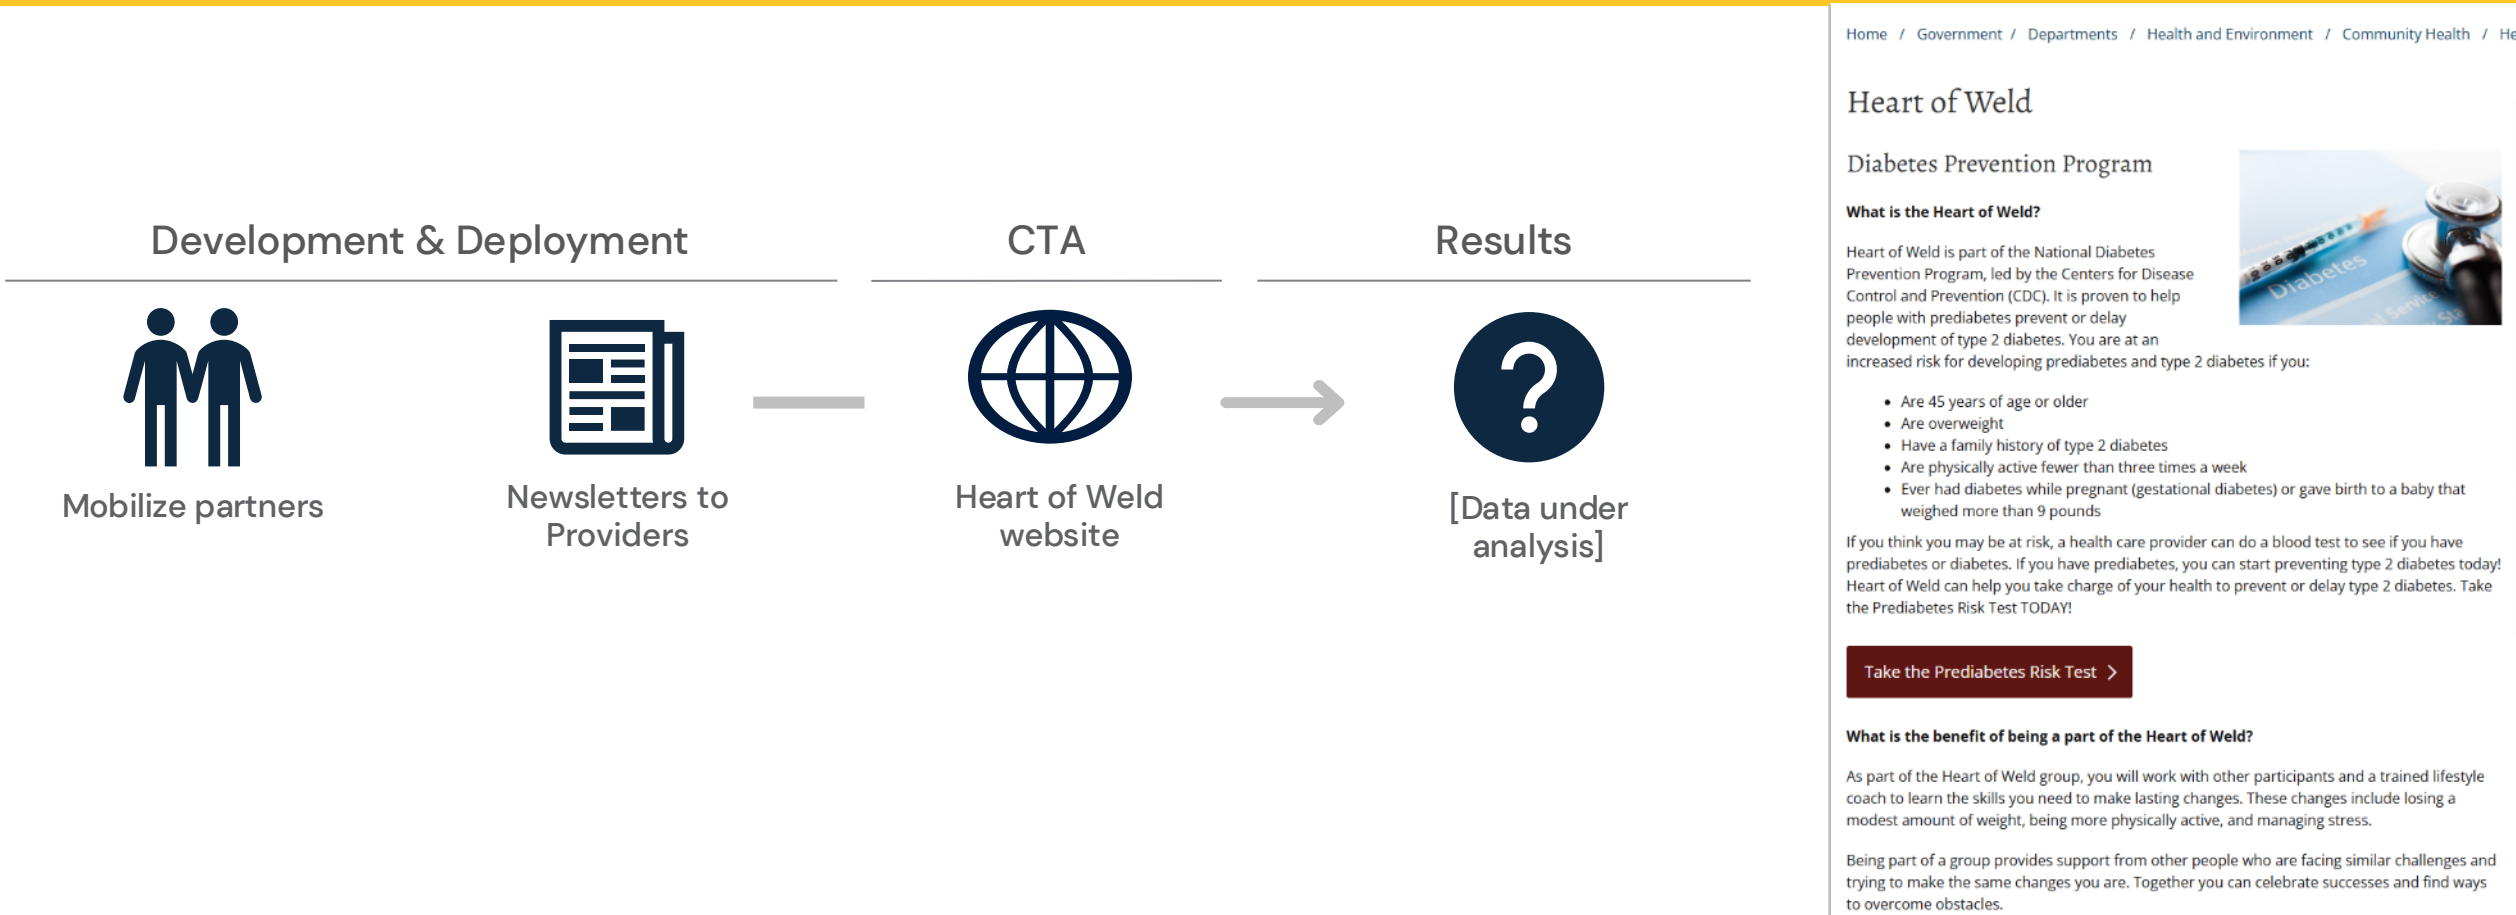 Development & Deployment
CTA
Results
Mobilize partners
Newsletters to
Providers
Heart of Weld
website
[Data under
analysis]
Home / Government / Departments / Health and Environment / Community Health / He
Heart of Weld
Diabetes Prevention Program
What is the Heart of Weld?
Heart of Weld is part of the National Diabetes
Prevention Program, led by the Centers for Disease
Control and Prevention (CDC). It is proven to help
people with prediabetes prevent or delay
development of type 2 diabetes. You are at an
increased risk for developing prediabetes and type 2 diabetes if you:
Diabetes
Service
• Are 45 years of age or older
• Are overweight
• Have a family history of type 2 diabetes
• Are physically active fewer than three times a week
• Ever had diabetes while pregnant (gestational diabetes) or gave birth to a baby that
weighed more than 9 pounds
If you think you may be at risk, a health care provider can do a blood test to see if you have
prediabetes or diabetes. If you have prediabetes, you can start preventing type 2 diabetes today!
Heart of Weld can help you take charge of your health to prevent or delay type 2 diabetes. Take
the Prediabetes Risk Test TODAY!
Take the Prediabetes Risk Test >
What is the benefit of being a part of the Heart of Weld?
As part of the Heart of Weld group, you will work with other participants and a trained lifestyle
coach to learn the skills you need to make lasting changes. These changes include losing a
modest amount of weight, being more physically active, and managing stress.
Being part of a group provides support from other people who are facing similar challenges and
trying to make the same changes you are. Together you can celebrate successes and find ways
to overcome obstacles.